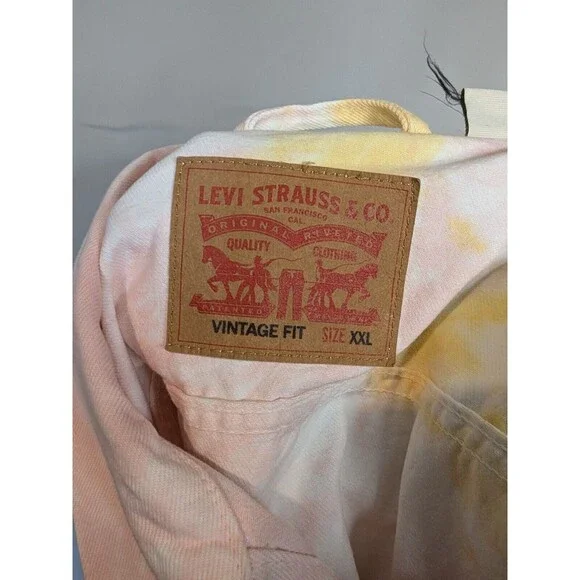 LEVI STRAUSS & CO.
SAN FRANCISCO
CAL.
ORIGINAL RIVETED
QUALITY CLOTHING
VINTAGE FIT SIZE XXL